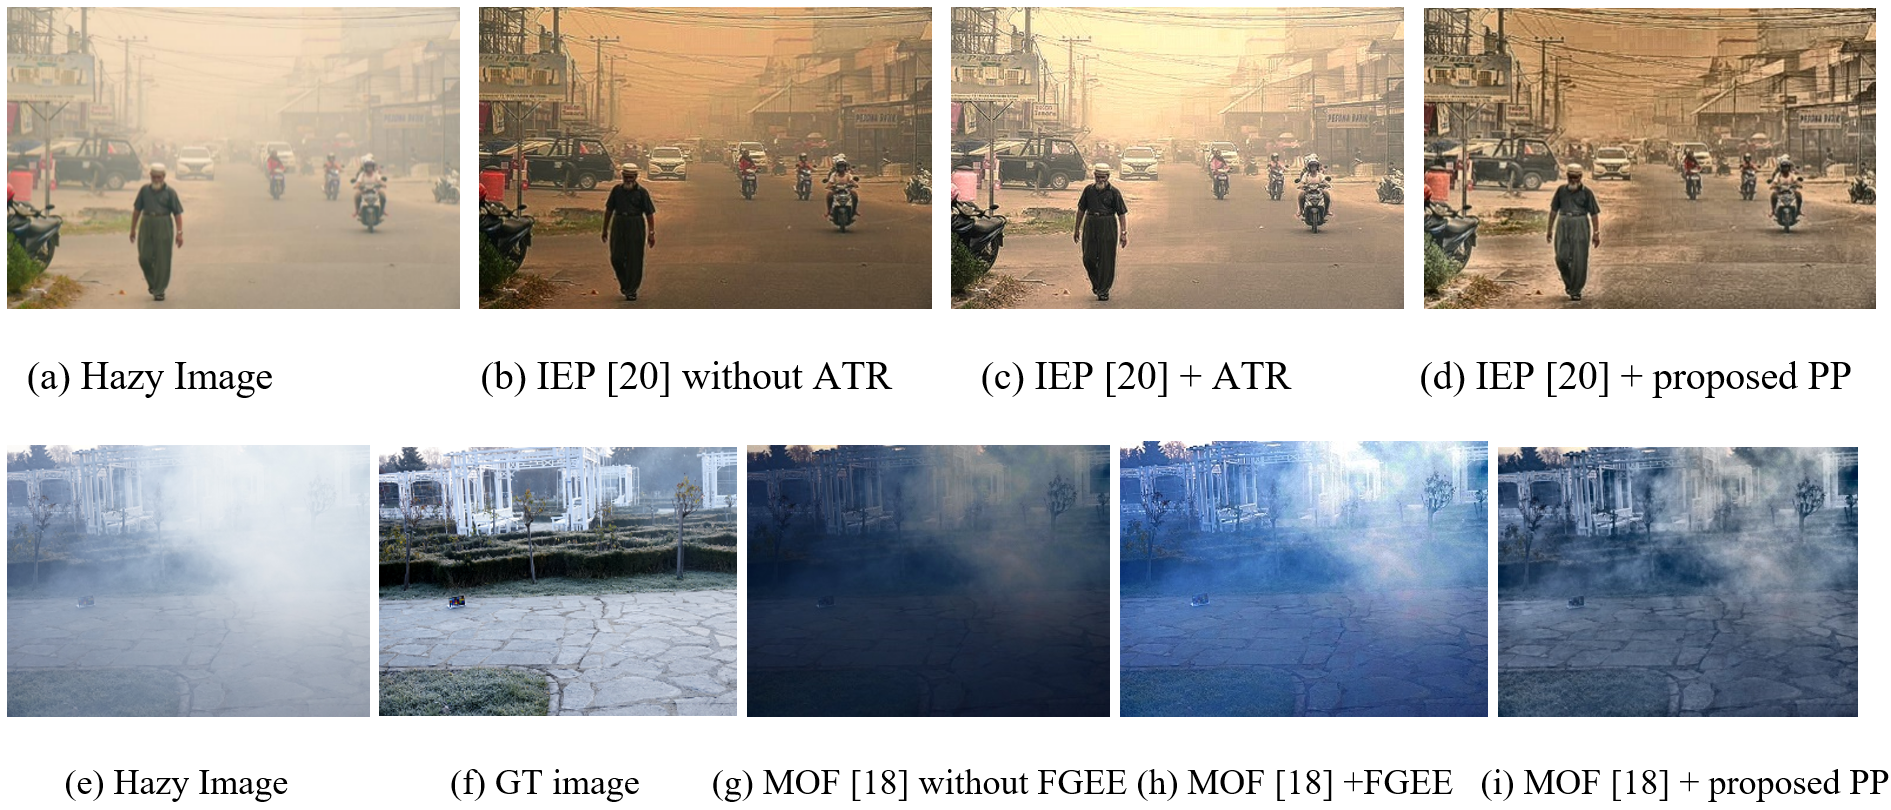 (a) Hazy Image
(b) IEP [20] without ATR
(c) IEP [20] + ATR
(d) IEP [20] + proposed PP
(e) Hazy Image
(f) GT image
(g) MOF [18] without FGEE
(h) MOF [18] +FGEE
(i) MOF [18] + proposed PP